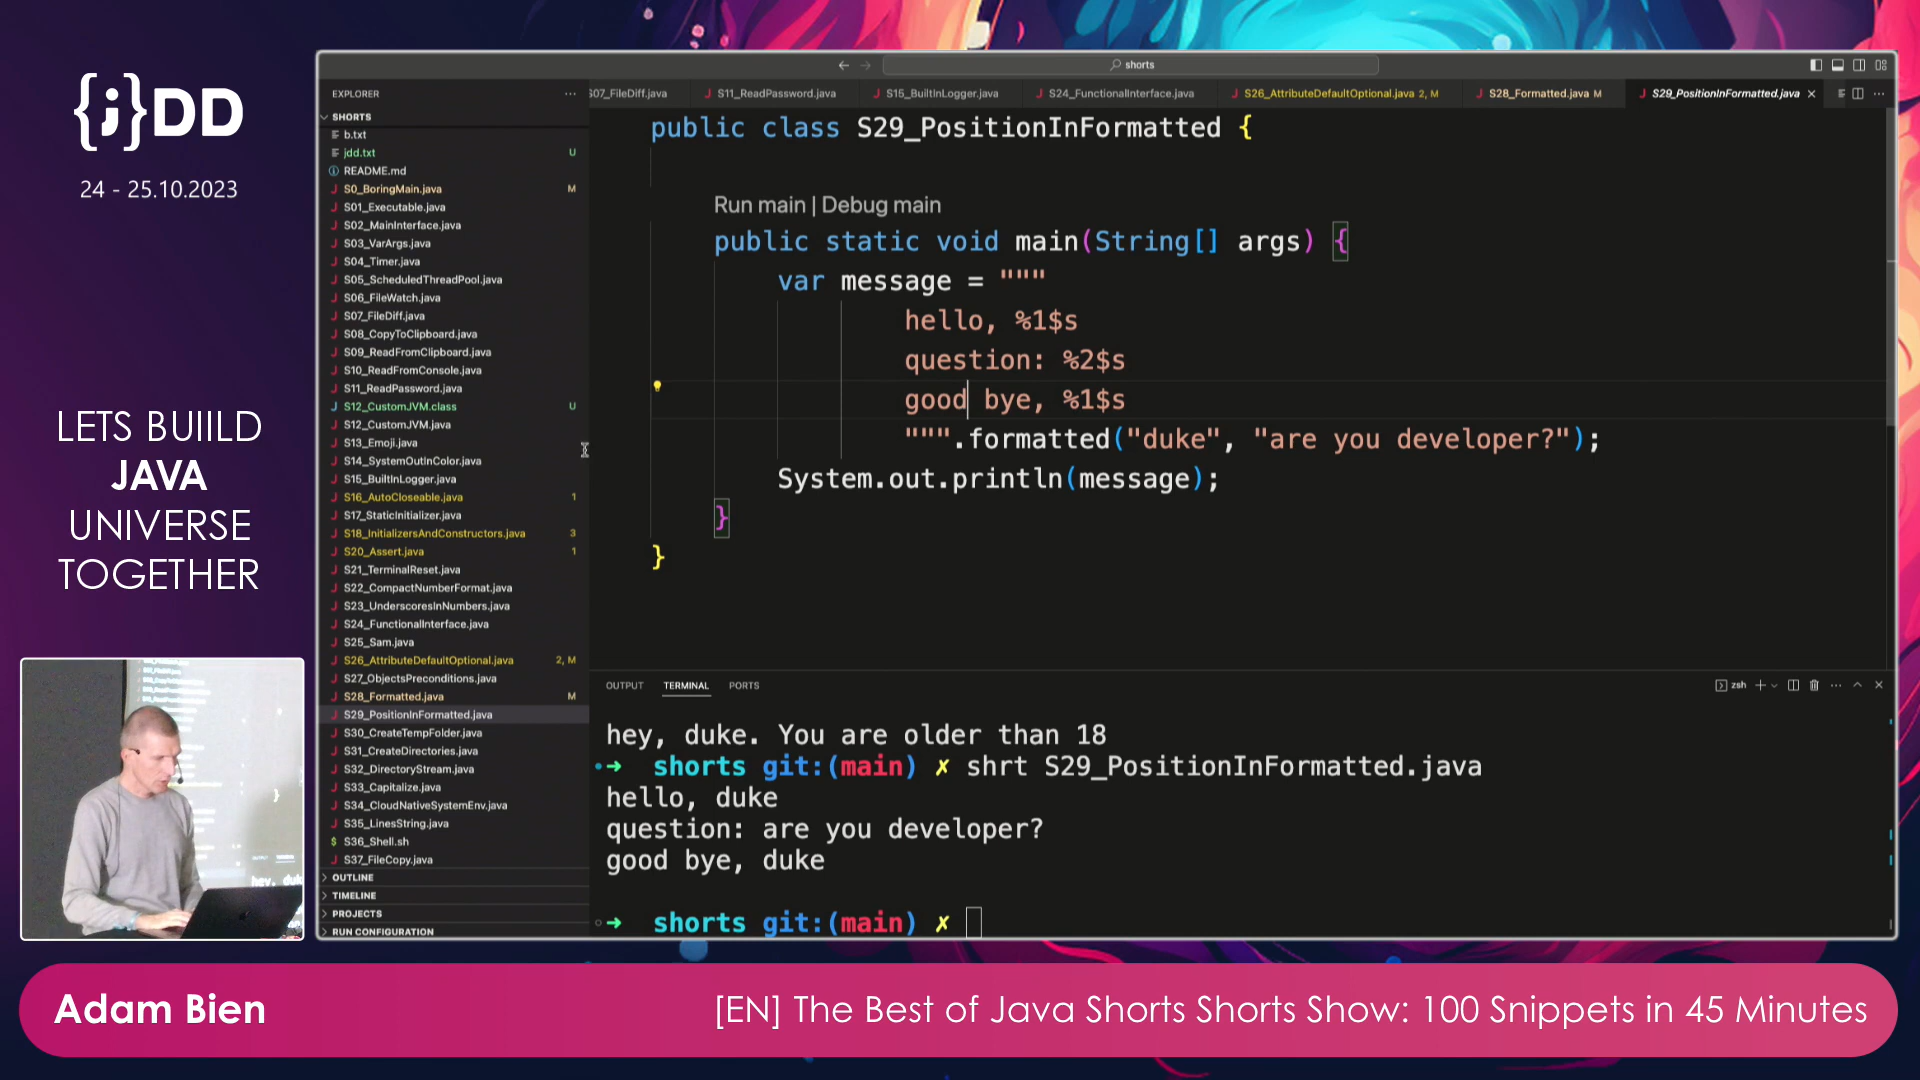 {j}DD
24 - 25.10.2023
LETS BUIILD
JAVA
UNIVERSE
TOGETHER
shorts
EXPLORER
SHORTS
b.txt
jdd.txt U
README.md
S0_BoringMain.java M
S01_Executable.java
S02_MainInterface.java
S03_VarArgs.java
S04_Timer.java
S05_ScheduledThreadPool.java
S06_FileWatch.java
S07_FileDiff.java
S08_CopyToClipboard.java
S09_ReadFromClipboard.java
S10_ReadFromConsole.java
S11_ReadPassword.java
S12_CustomJVM.class U
S12_CustomJVM.java
S13_Emoji.java
S14_SystemOutInColor.java
S15_BuiltInLogger.java
S16_AutoCloseable.java 1
S17_StaticInitializer.java
S18_InitializersAndConstructors.java 3
S20_Assert.java 1
S21_TerminalReset.java
S22_CompactNumberFormat.java
S23_UnderscoresInNumbers.java
S24_FunctionalInterface.java
S25_Sam.java
S26_AttributeDefaultOptional.java 2, M
S27_ObjectsPreconditions.java
S28_Formatted.java M
S29_PositionInFormatted.java
S30_CreateTempFolder.java
S31_CreateDirectories.java
S32_DirectoryStream.java
S33_Capitalize.java
S34_CloudNativeSystemEnv.java
S35_LinesString.java
$ S36_Shell.sh
S37_FileCopy.java
OUTLINE
TIMELINE
PROJECTS
RUN CONFIGURATION
S07_FileDiff.java S11_ReadPassword.java S15_BuiltInLogger.java S24_FunctionalInterface.java S26_AttributeDefaultOptional.java 2, M S28_Formatted.java M S29_PositionInFormatted.java
public class S29_PositionInFormatted {
Run main | Debug main
public static void main(String[] args) {
var message = """
hello, %1$s
question: %2$s
good bye, %1$s
""".formatted("duke", "are you developer?");
System.out.println(message);
}
}
OUTPUT TERMINAL PORTS zsh
hey, duke. You are older than 18
➜ shorts git:(main) ✗ shrt S29_PositionInFormatted.java
hello, duke
question: are you developer?
good bye, duke
➜ shorts git:(main) ✗
Adam Bien
[EN] The Best of Java Shorts Shorts Show: 100 Snippets in 45 Minutes